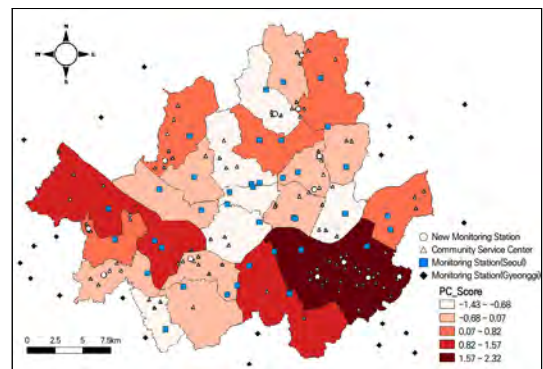 N
W
E
S
New Monitoring Station
Community Service Center
Monitoring Station(Seoul)
Monitoring Station(Gyeonggi)
PC_Score
-1.43 - -0.68
-0.68 - 0.07
0.07 - 0.82
0.82 - 1.57
1.57 - 2.32
0 2.5 5 7.5km